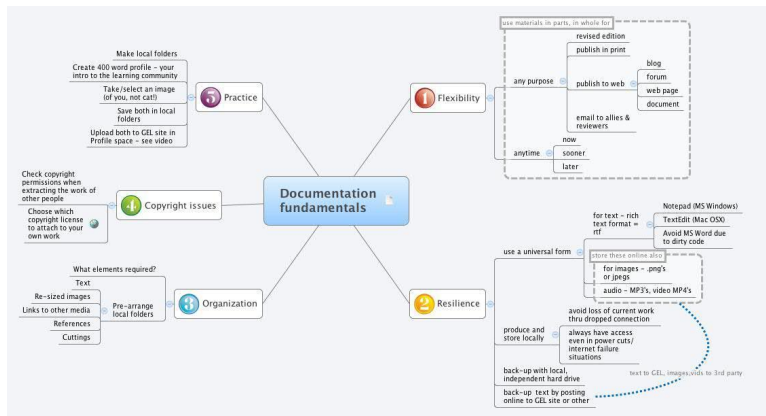 Documentation
fundamentals
1 Flexibility
use materials in parts, in whole for
any purpose
revised edition
publish in print
publish to web
blog
forum
web page
document
email to allies &
reviewers
anytime
now
sooner
later
2 Resilience
use a universal form
for text - rich
text format =
rtf
Notepad (MS Windows)
TextEdit (Mac OSX)
Avoid MS Word due
to dirty code
store these online also
for images - .png's
or jpegs
audio - MP3's, video MP4's
produce and
store locally
avoid loss of current work
thru dropped connection
always have access
even in power cuts/
internet failure
situations
back-up with local,
independent hard drive
back-up text by posting
online to GEL site or other
text to GEL, images,vids to 3rd party
3 Organization
Pre-arrange
local folders
What elements required?
Text
Re-sized images
Links to other media
References
Cuttings
4 Copyright issues
Check copyright
permissions when
extracting the work of
other people
Choose which
copyright license
to attach to your
own work
5 Practice
Make local folders
Create 400 word profile - your
intro to the learning community
Take/select an image
(of you, not cat!)
Save both in local
folders
Upload both to GEL site in
Profile space - see video